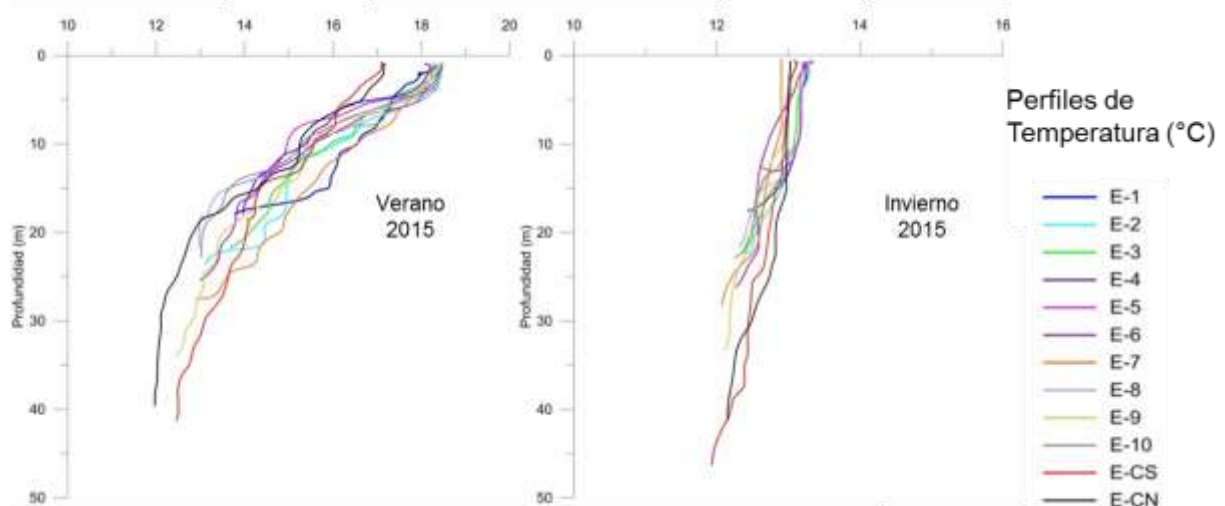 10 12 14 16 18 20
0
10
20
30
40
50
Profundidad (m)
Verano
2015
10 12 14 16
0
10
20
30
40
50
Profundidad (m)
Invierno
2015
Perfiles de
Temperatura (°C)
E-1
E-2
E-3
E-4
E-5
E-6
E-7
E-8
E-9
E-10
E-CS
E-CN